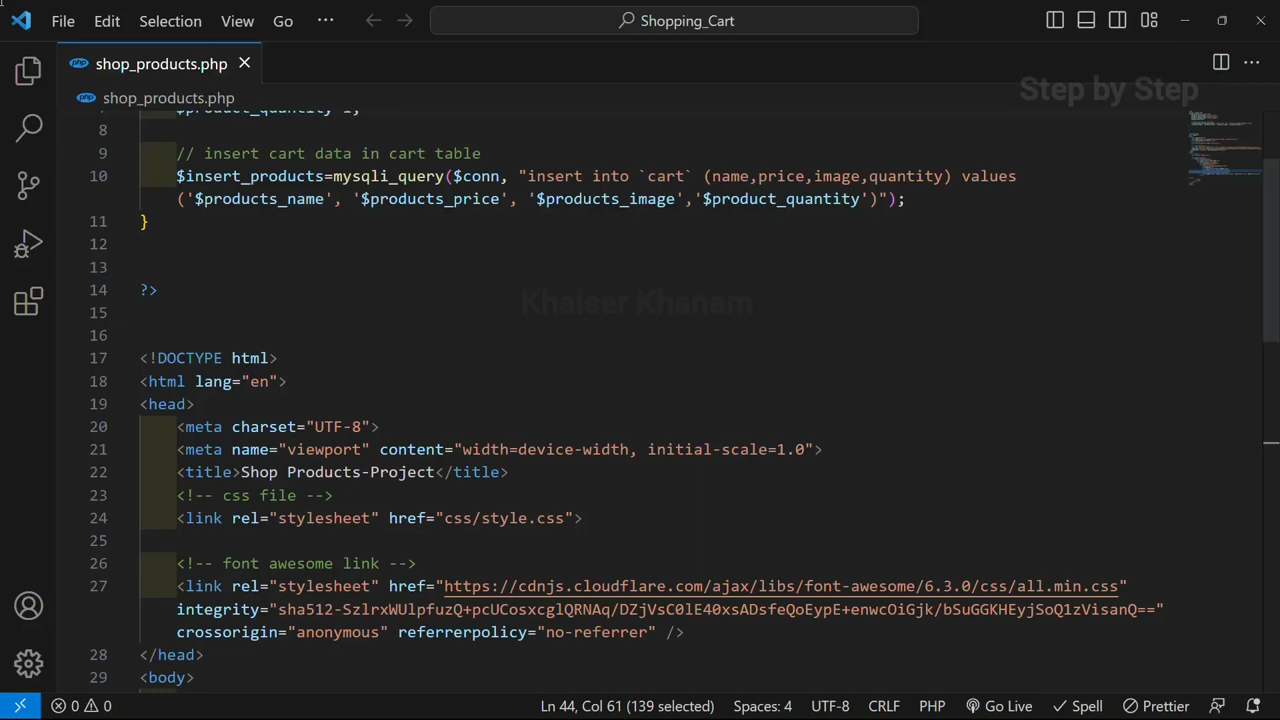 File Edit Selection View Go ··· Shopping_Cart
shop_products.php
shop_products.php
Step by Step
8
9 // insert cart data in cart table
10 $insert_products=mysqli_query($conn, "insert into `cart` (name,price,image,quantity) values
('$products_name', '$products_price', '$products_image','$product_quantity')");
11 }
12
13
14 ?>
Khaiser Khanam
15
16
17 <!DOCTYPE html>
18 <html lang="en">
19 <head>
20 <meta charset="UTF-8">
21 <meta name="viewport" content="width=device-width, initial-scale=1.0">
22 <title>Shop Products-Project</title>
23 <!-- css file -->
24 <link rel="stylesheet" href="css/style.css">
25
26 <!-- font awesome link -->
27 <link rel="stylesheet" href="https://cdnjs.cloudflare.com/ajax/libs/font-awesome/6.3.0/css/all.min.css"
integrity="sha512-SzlrxWUlpfuzQ+pcUCosxcglQRNAq/DZjVsC0lE40xsADsfeQoEypE+enwcOiGjk/bSuGGKHEyjSoQ1zVisanQ=="
crossorigin="anonymous" referrerpolicy="no-referrer" />
28 </head>
29 <body>
0 0 Ln 44, Col 61 (139 selected) Spaces: 4 UTF-8 CRLF PHP Go Live Spell Prettier